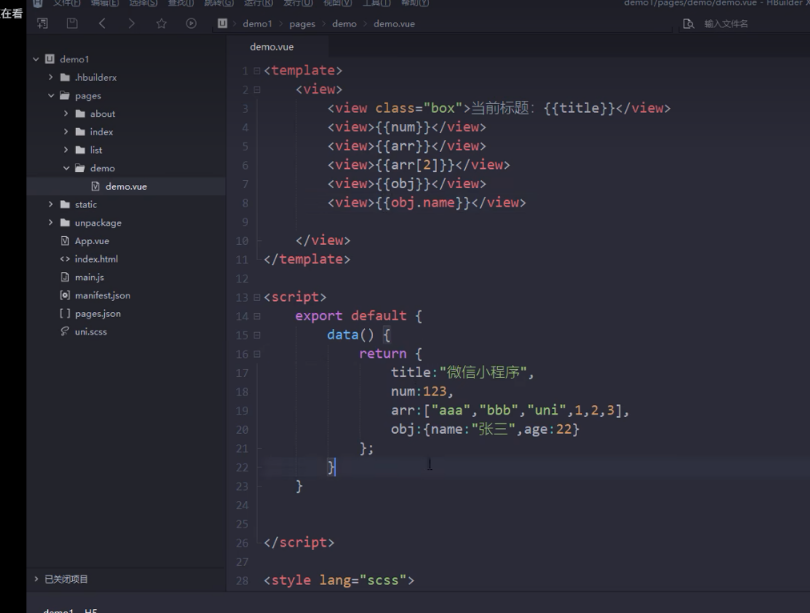 在看
文件(F) 编辑(E) 选择(S) 查找(I) 跳转(G) 运行(R) 发行(U) 视图(V) 工具(T) 帮助(Y)
demo1/pages/demo/demo.vue - HBuilder X
demo1 pages demo demo.vue
输入文件名
demo.vue
demo1
.hbuilderx
pages
about
index
list
demo
demo.vue
static
unpackage
App.vue
index.html
main.js
manifest.json
pages.json
uni.scss
已关闭项目
1 <template>
2 <view>
3 <view class="box">当前标题: {{title}}</view>
4 <view>{{num}}</view>
5 <view>{{arr}}</view>
6 <view>{{arr[2]}}</view>
7 <view>{{obj}}</view>
8 <view>{{obj.name}}</view>
9
10 </view>
11 </template>
12
13 <script>
14 export default {
15 data() {
16 return {
17 title:"微信小程序",
18 num:123,
19 arr:["aaa","bbb","uni",1,2,3],
20 obj:{name:"张三",age:22}
21 };
22 }
23 }
24
25
26 </script>
27
28 <style lang="scss">
demo1 - H5